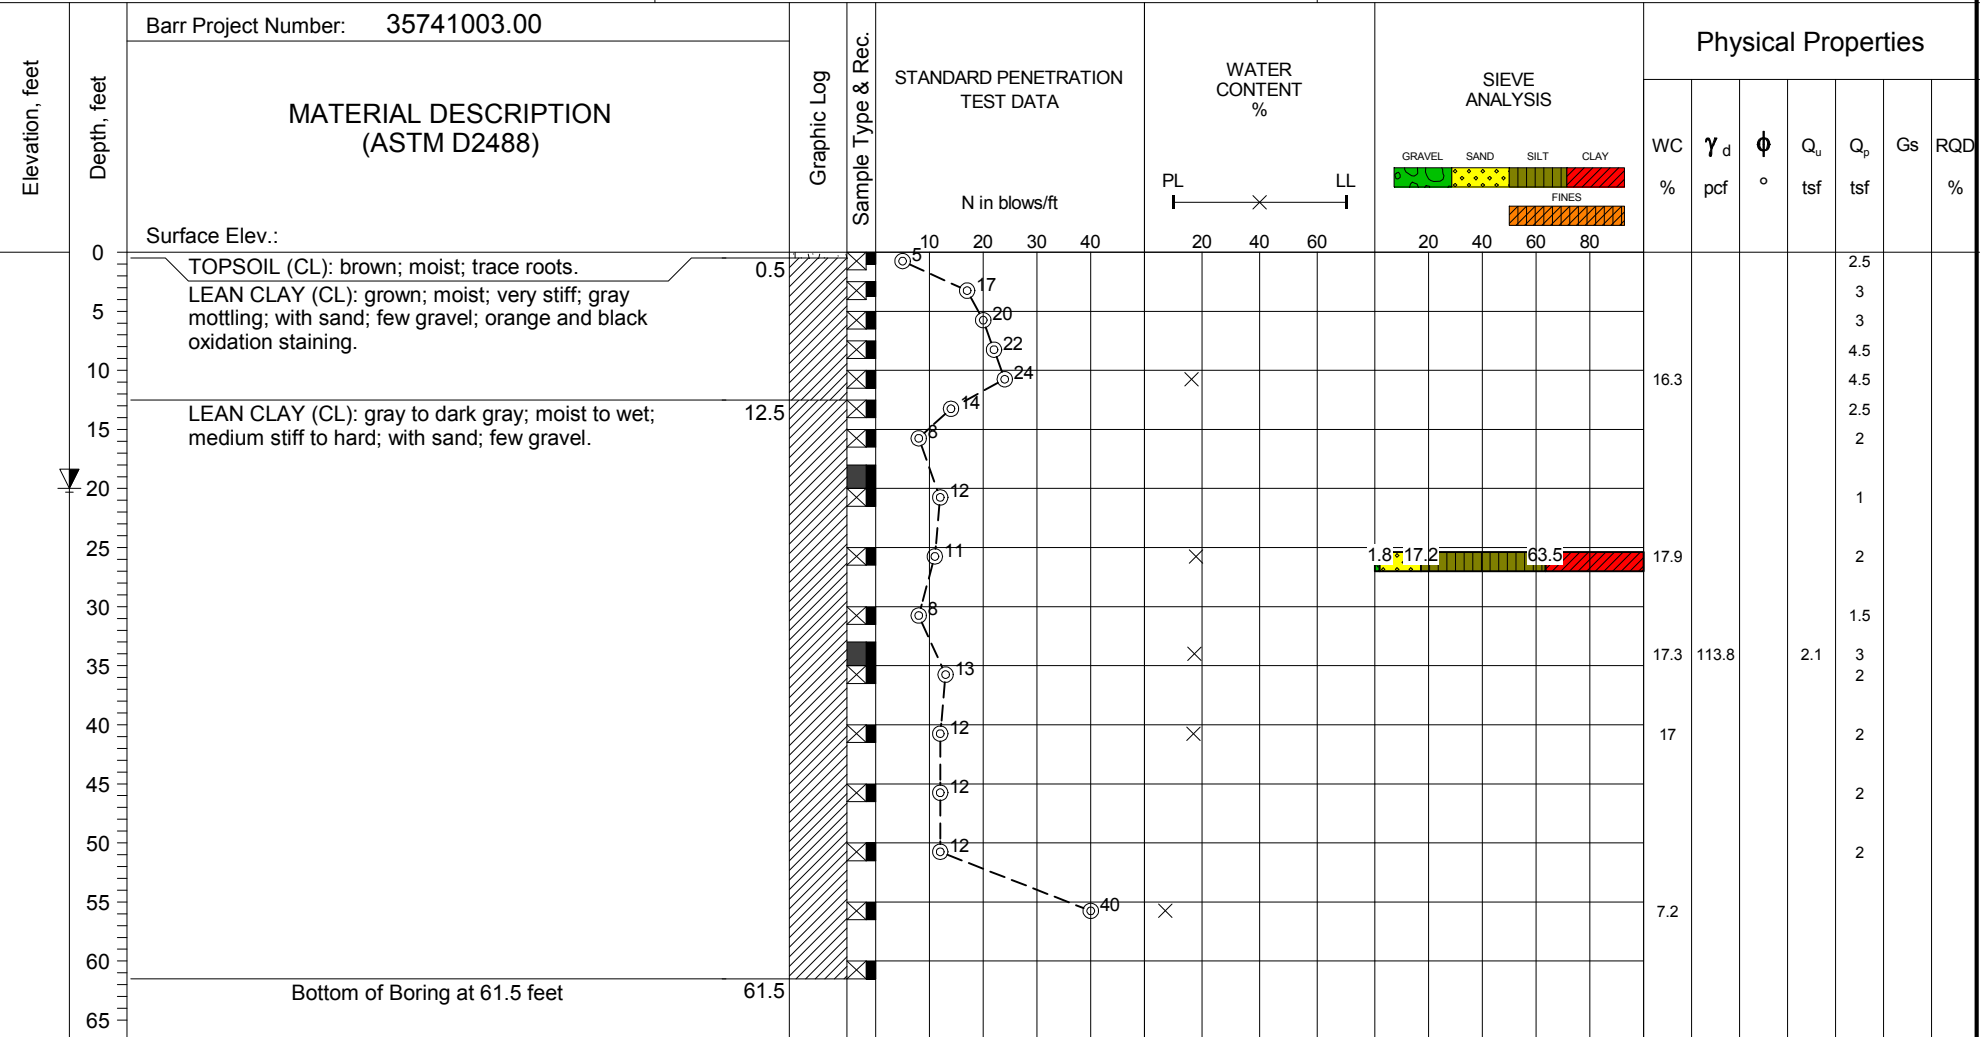 Barr Project Number: 35741003.00
Elevation, feet
Depth, feet
MATERIAL DESCRIPTION
(ASTM D2488)
Surface Elev.:
Graphic Log
Sample Type & Rec.
STANDARD PENETRATION
TEST DATA
N in blows/ft
10 20 30 40
WATER
CONTENT
%
PL LL
20 40 60
SIEVE
ANALYSIS
GRAVEL SAND SILT CLAY
FINES
20 40 60 80
Physical Properties
WC γd ϕ Qu Qp Gs RQD
% pcf ° tsf tsf %
0
TOPSOIL (CL): brown; moist; trace roots. 0.5 5 2.5
LEAN CLAY (CL): grown; moist; very stiff; gray 17 3
mottling; with sand; few gravel; orange and black
5 20 3
oxidation staining. 22 4.5
10 24 16.3 4.5
LEAN CLAY (CL): gray to dark gray; moist to wet; 12.5 14 2.5
medium stiff to hard; with sand; few gravel.
15 8 2
20 12 1
25 11 1.8 17.2 63.5 17.9 2
30 8 1.5
17.3 113.8 2.1 3
35 13 2
40 12 17 2
45 12 2
50 12 2
55 40 7.2
60
Bottom of Boring at 61.5 feet 61.5
65